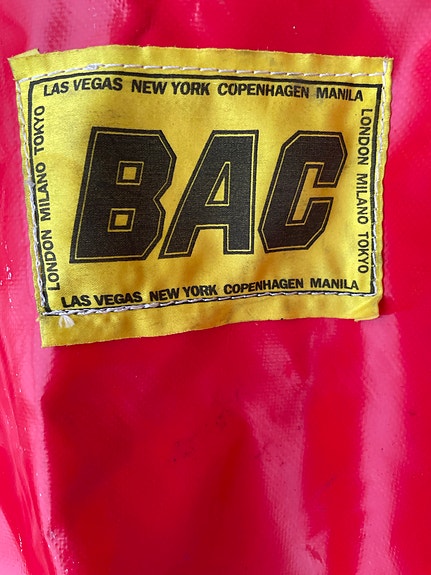 LAS VEGAS NEW YORK COPENHAGEN MANILA
LONDON MILANO TOKYO
BAC
LONDON MILANO TOKYO
LAS VEGAS NEW YORK COPENHAGEN MANILA